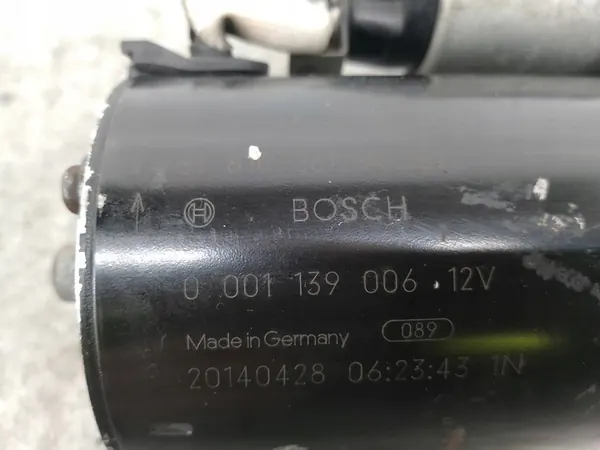 BOSCH
0 001 139 006 12V
Made in Germany 089
20140428 06:23:43 1N